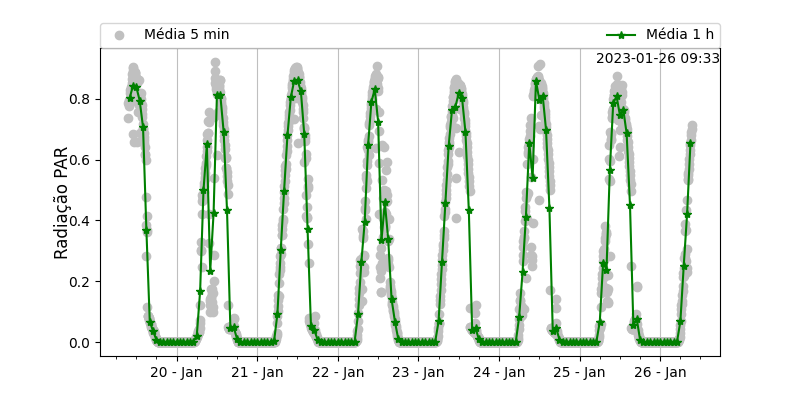 Média 5 min
Média 1 h
2023-01-26 09:33
Radiação PAR
0.8
0.6
0.4
0.2
0.0
20 - Jan
21 - Jan
22 - Jan
23 - Jan
24 - Jan
25 - Jan
26 - Jan